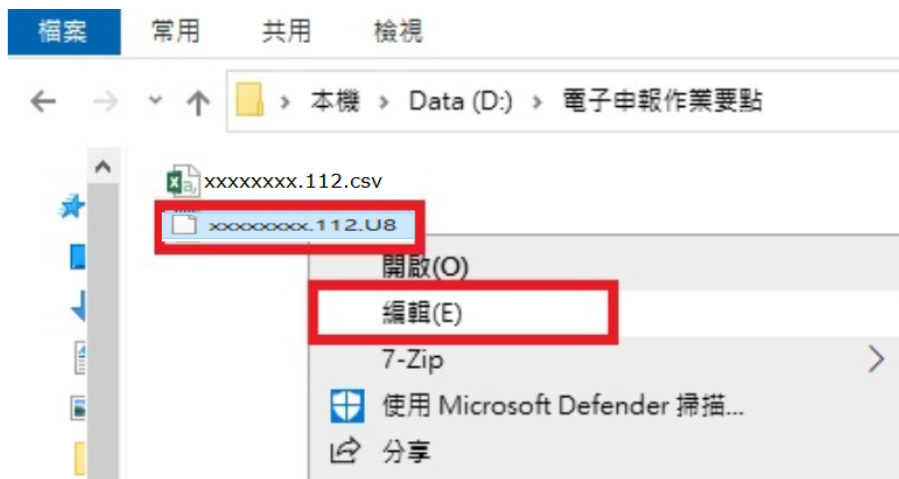 檔案 常用 共用 檢視
本機 > Data (D:) > 電子申報作業要點
xxxxxxxx.112.csv
xxxxxxxx.112.U8
開啟(O)
編輯(E)
7-Zip
使用 Microsoft Defender 掃描...
分享